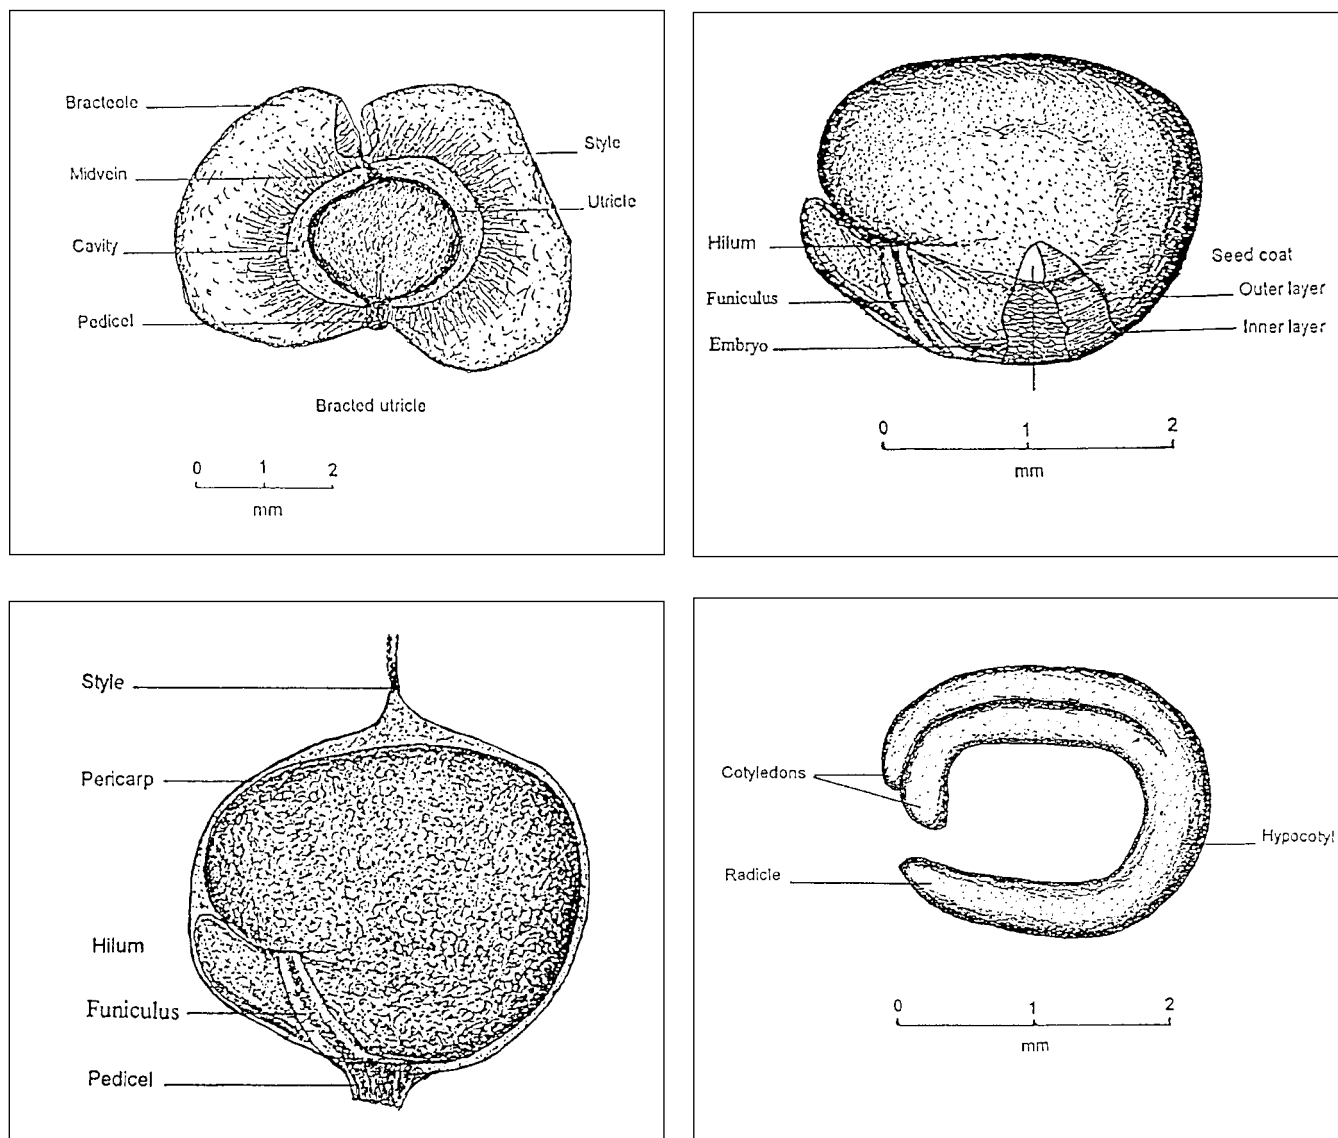 Bracteole
Style
Midvein
Utricle
Cavity
Pedicel
Bracted utricle
0 1 2
mm
Hilum
Seed coat
Funiculus
Outer layer
Embryo
Inner layer
0 1 2
mm
Style
Pericarp
Hilum
Funiculus
Pedicel
Cotyledons
Hypocotyl
Radicle
0 1 2
mm